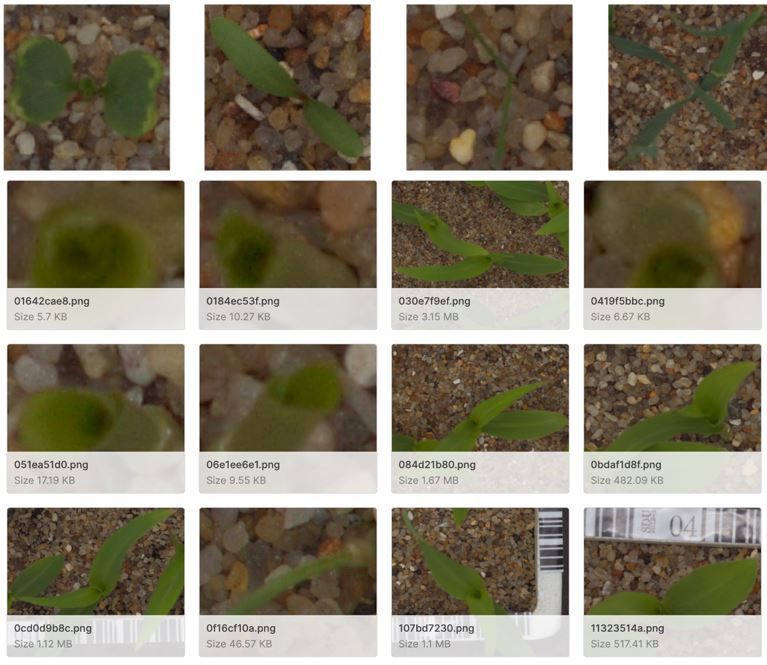 01642cae8.png
Size 5.7 KB
0184ec53f.png
Size 10.27 KB
030e7f9ef.png
Size 3.15 MB
0419f5bbc.png
Size 6.67 KB
051ea51d0.png
Size 17.19 KB
06e1ee6e1.png
Size 9.55 KB
084d21b80.png
Size 1.67 MB
0bdaf1d8f.png
Size 482.09 KB
SDU
04
0cd0d9b8c.png
Size 1.12 MB
0f16cf10a.png
Size 46.57 KB
107bd7230.png
Size 1.1 MB
11323514a.png
Size 517.41 KB